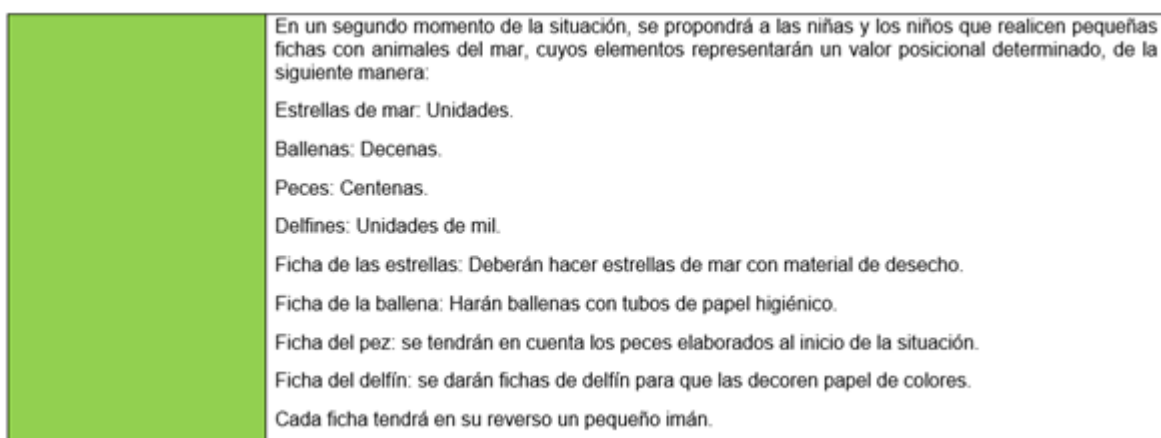 En un segundo momento de la situación, se propondrá a las niñas y los niños que realicen pequeñas
fichas con animales del mar, cuyos elementos representarán un valor posicional determinado, de la
siguiente manera:
Estrellas de mar: Unidades.
Ballenas: Decenas.
Peces: Centenas.
Delfines: Unidades de mil.
Ficha de las estrellas: Deberán hacer estrellas de mar con material de desecho.
Ficha de la ballena: Harán ballenas con tubos de papel higiénico.
Ficha del pez: se tendrán en cuenta los peces elaborados al inicio de la situación.
Ficha del delfín: se darán fichas de delfín para que las decoren papel de colores.
Cada ficha tendrá en su reverso un pequeño imán.